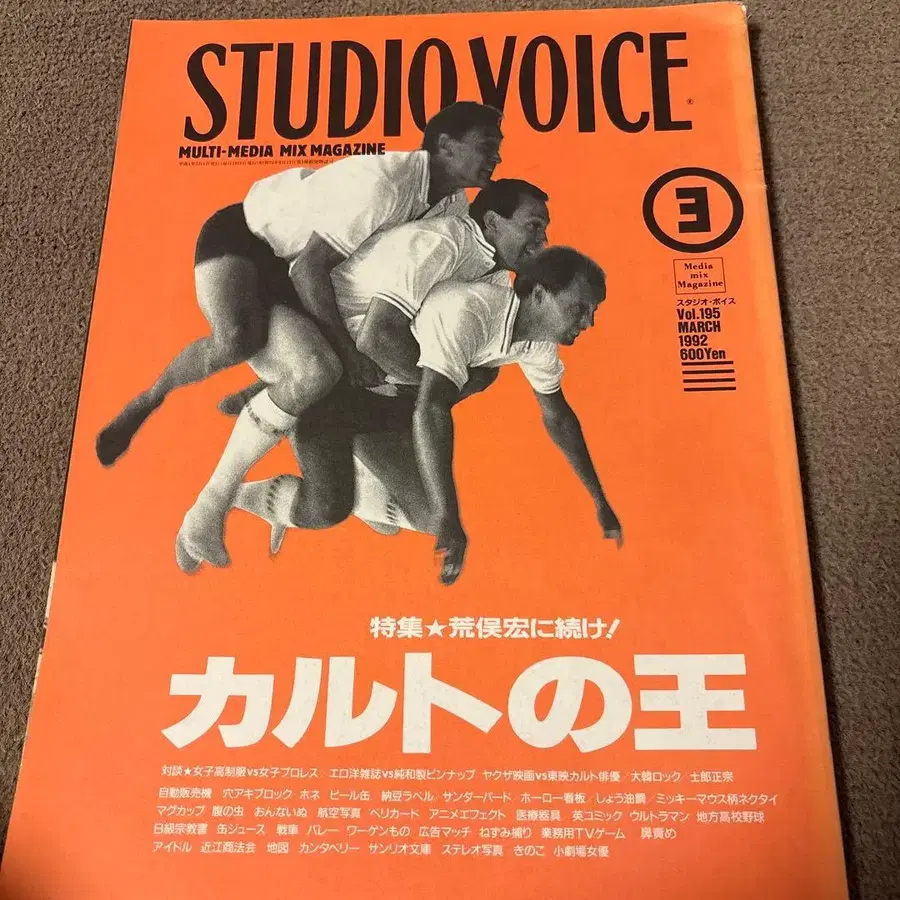 STUDIO VOICE
MULTI-MEDIA MIX MAGAZINE
3
Media
mix
Magazine
スタジオ・ボイス
Vol.195
MARCH
1992
600Yen
特集★荒俣宏に続け!
カルトの王
対談★女子高制服vs女子プロレス エロ洋雑誌vs純和製ピンナップ ヤクザ映画vs東映カルト俳優/大韓ロック/士郎正宗
自動販売機 穴アキブロック ホネ ビール缶 納豆ラベル/サンダーバード/ホーロー看板/しょう油鯛/ミッキーマウス柄ネクタイ
マグカップ 腹の虫 おんないぬ 航空写真 ペリカード アニメエフェクト 医療器具/英コミック ウルトラマン 地方高校野球
B級宗教書 缶ジュース 戦車 バレー ワーゲンもの 広告マッチ ねずみ捕り 業務用TVゲーム 鼻責め
アイドル 近江商法会 地図 カンタベリー サンリオ文庫 ステレオ写真 きのこ 小劇場女優